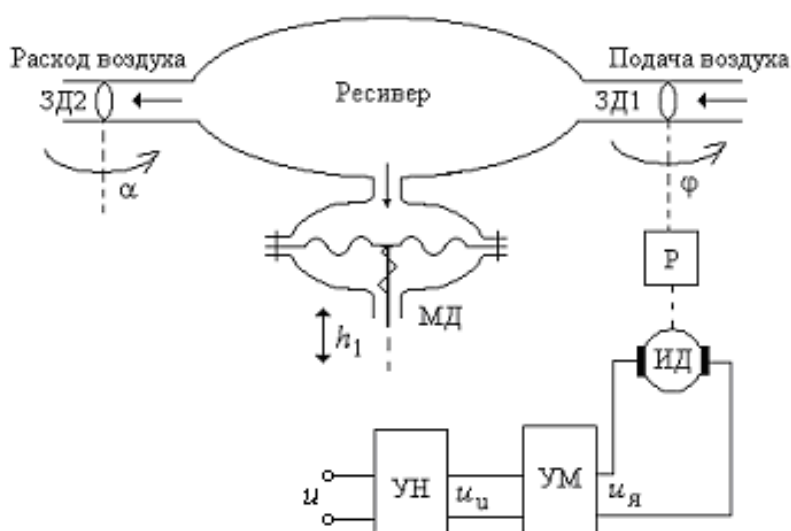 Расход воздуха
Подача воздуха
Ресивер
ЗД2
ЗД1
α
φ
Р
МД
h₁
ИД
u
УН
uᵤ
УМ
uя